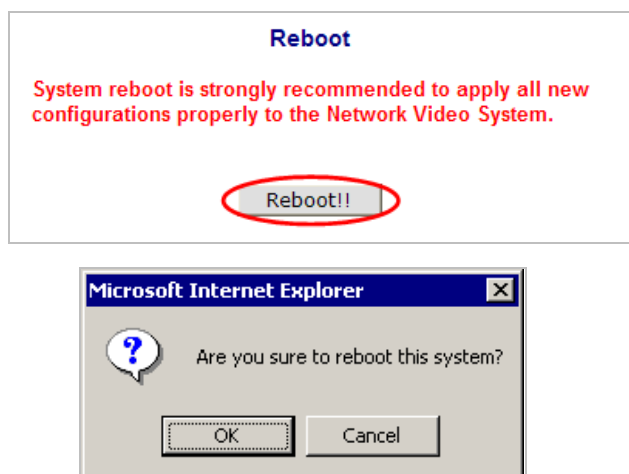 Reboot
System reboot is strongly recommended to apply all new
configurations properly to the Network Video System.
Reboot!!
Microsoft Internet Explorer
Are you sure to reboot this system?
OK
Cancel